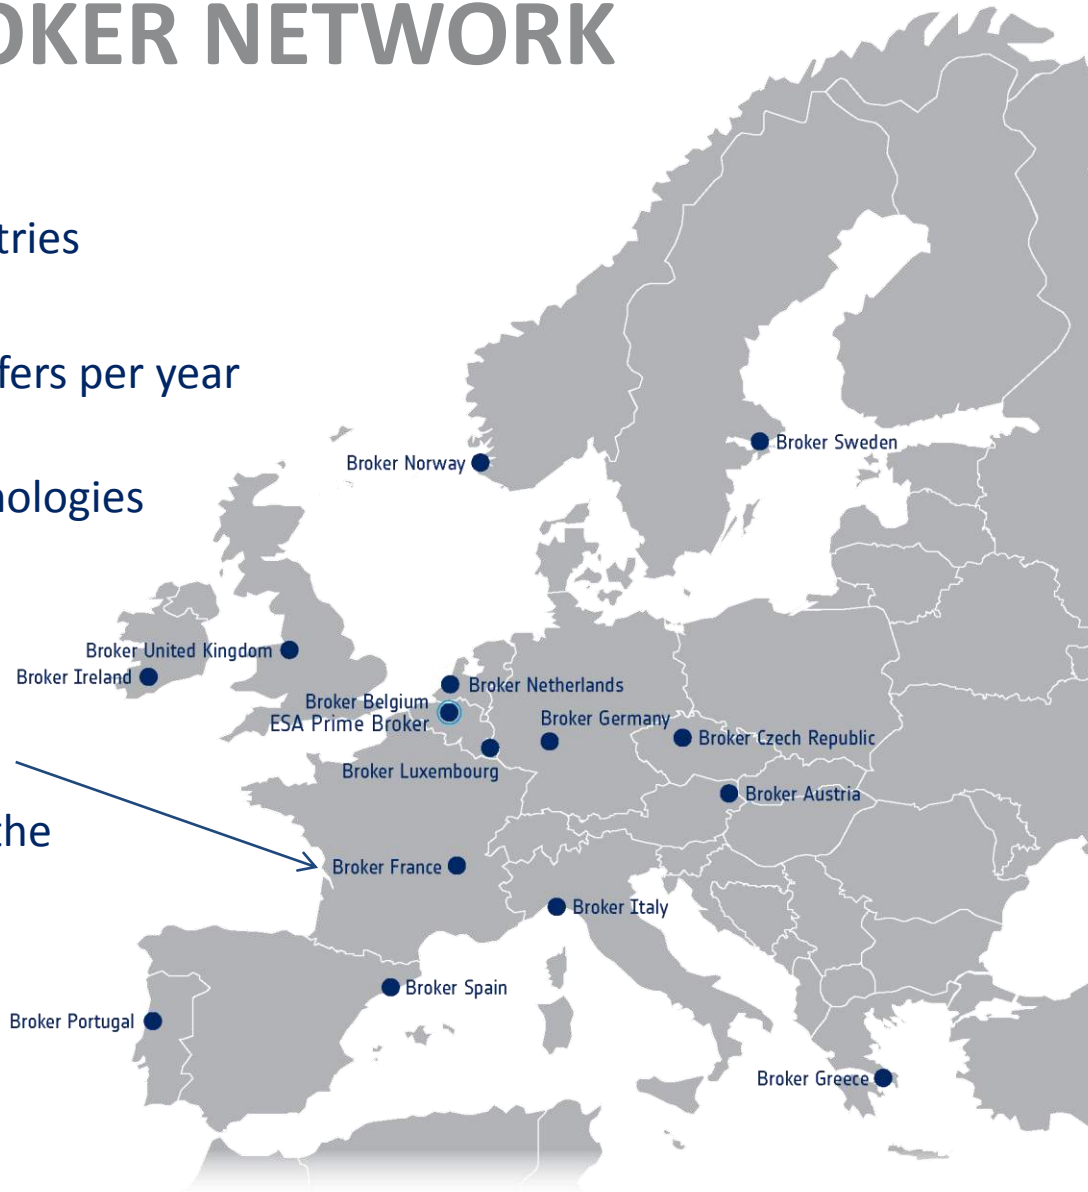 OKER NETWORK
tries
fers per year
nologies
the
Broker Sweden
Broker Norway
Broker United Kingdom
Broker Ireland
Broker Netherlands
Broker Belgium
ESA Prime Broker
Broker Germany
Broker Czech Republic
Broker Luxembourg
Broker Austria
Broker France
Broker Italy
Broker Spain
Broker Portugal
Broker Greece